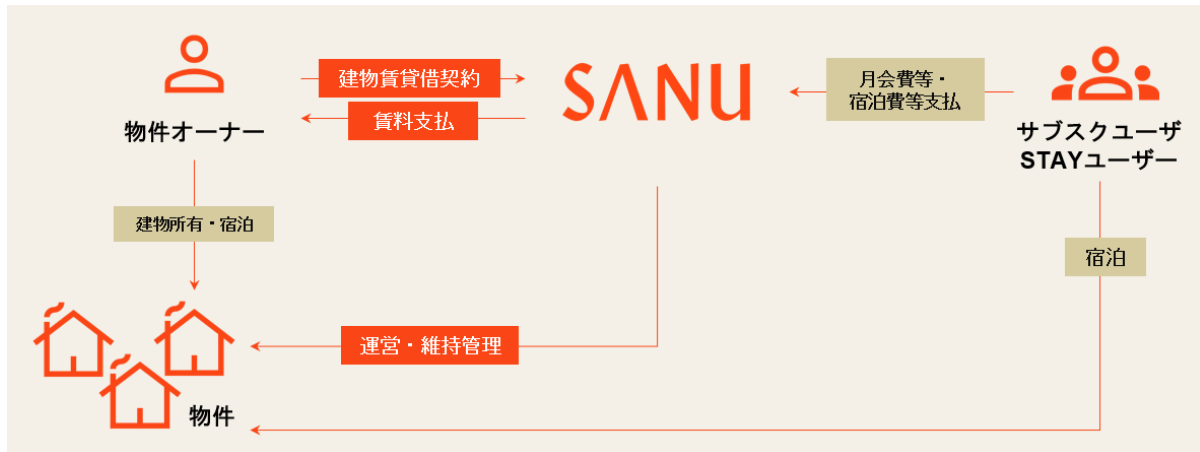 建物賃貸借契約
賃料支払
SANU
月会費等・
宿泊費等支払
物件オーナー
サブスクユーザ
STAYユーザー
建物所有・宿泊
宿泊
運営・維持管理
物件